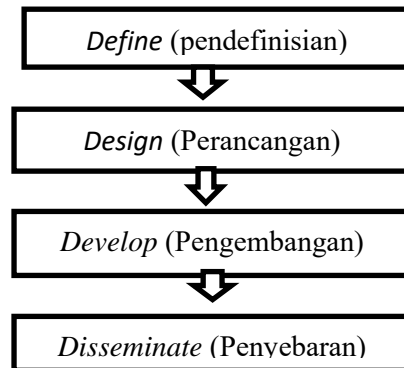 Define (pendefinisian)
Design (Perancangan)
Develop (Pengembangan)
Disseminate (Penyebaran)